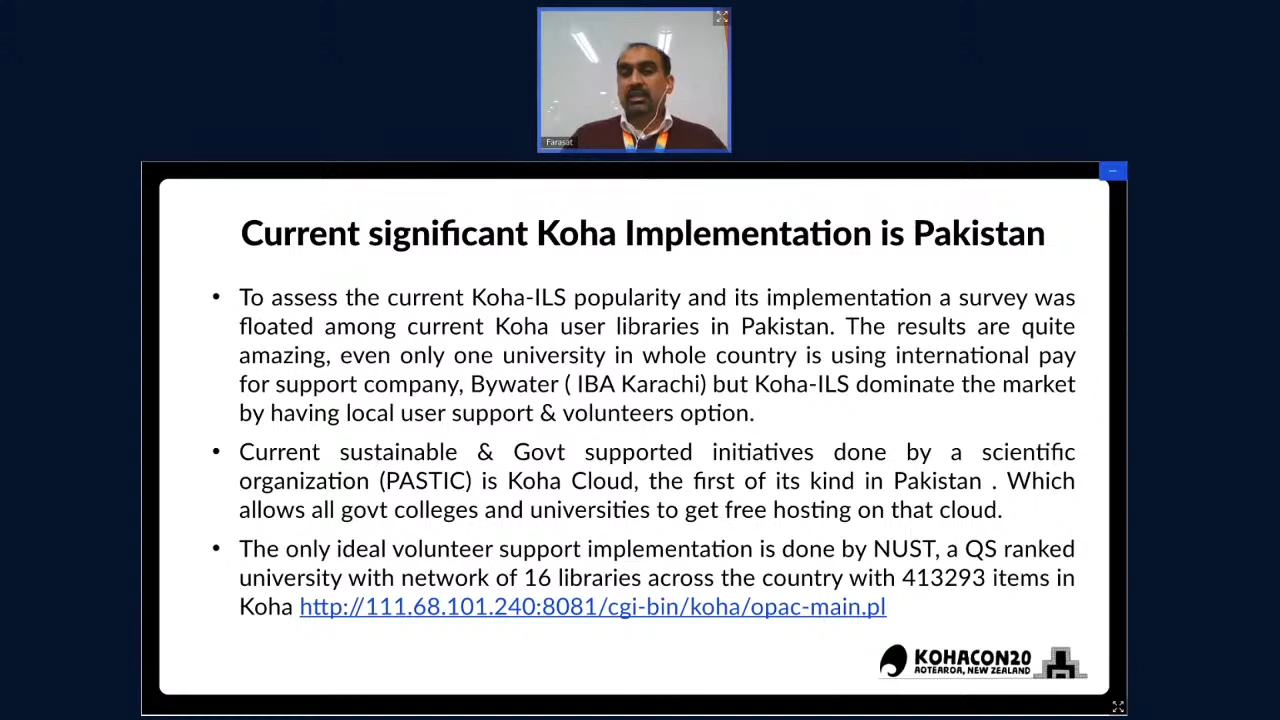 Farasat
Current significant Koha Implementation is Pakistan
• To assess the current Koha-ILS popularity and its implementation a survey was
floated among current Koha user libraries in Pakistan. The results are quite
amazing, even only one university in whole country is using international pay
for support company, Bywater ( IBA Karachi) but Koha-ILS dominate the market
by having local user support & volunteers option.
• Current sustainable & Govt supported initiatives done by a scientific
organization (PASTIC) is Koha Cloud, the first of its kind in Pakistan . Which
allows all govt colleges and universities to get free hosting on that cloud.
• The only ideal volunteer support implementation is done by NUST, a QS ranked
university with network of 16 libraries across the country with 413293 items in
Koha http://111.68.101.240:8081/cgi-bin/koha/opac-main.pl
KOHACON20
AOTEAROA, NEW ZEALAND